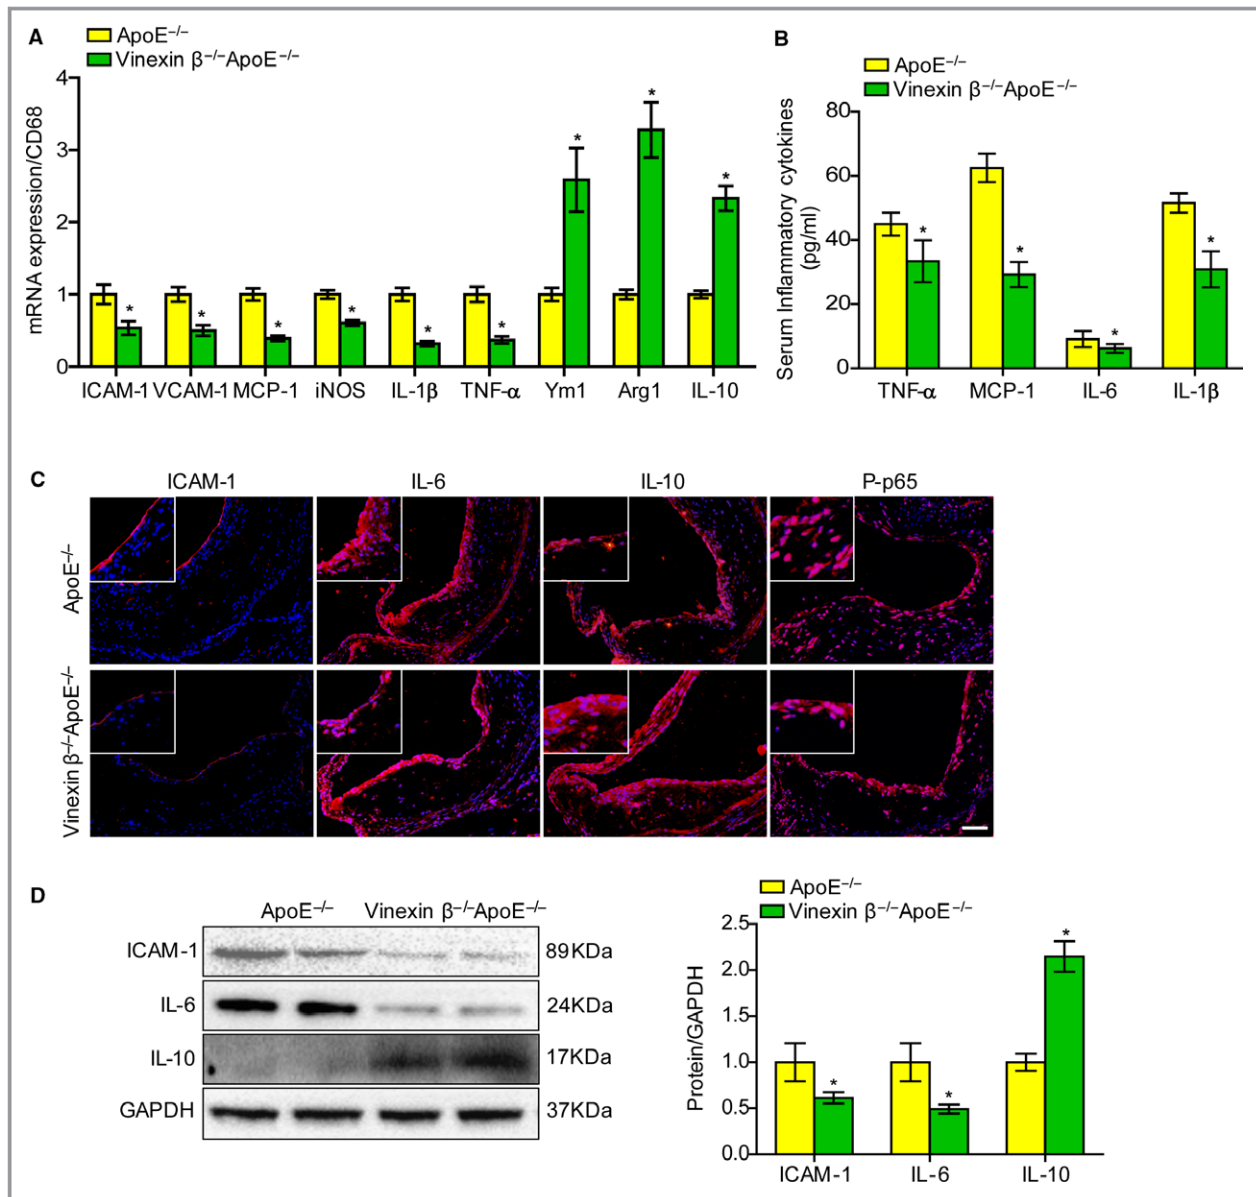 A
ApoE⁻/⁻
Vinexin β⁻/⁻ApoE⁻/⁻
mRNA expression/CD68
4
3
2
1
0
ICAM-1 VCAM-1 MCP-1 iNOS IL-1β TNF-α Ym1 Arg1 IL-10
* * * * * * * * *
B
ApoE⁻/⁻
Vinexin β⁻/⁻ApoE⁻/⁻
Serum Inflammatory cytokines
(pg/ml)
80
60
40
20
0
TNF-α MCP-1 IL-6 IL-1β
* * * *
C
ICAM-1 IL-6 IL-10 P-p65
ApoE⁻/⁻
Vinexin β⁻/⁻ApoE⁻/⁻
D
ApoE⁻/⁻ Vinexin β⁻/⁻ApoE⁻/⁻
ICAM-1 89KDa
IL-6 24KDa
IL-10 17KDa
GAPDH 37KDa
ApoE⁻/⁻
Vinexin β⁻/⁻ApoE⁻/⁻
Protein/GAPDH
2.5
2.0
1.5
1.0
0.5
0.0
ICAM-1 IL-6 IL-10
* * *